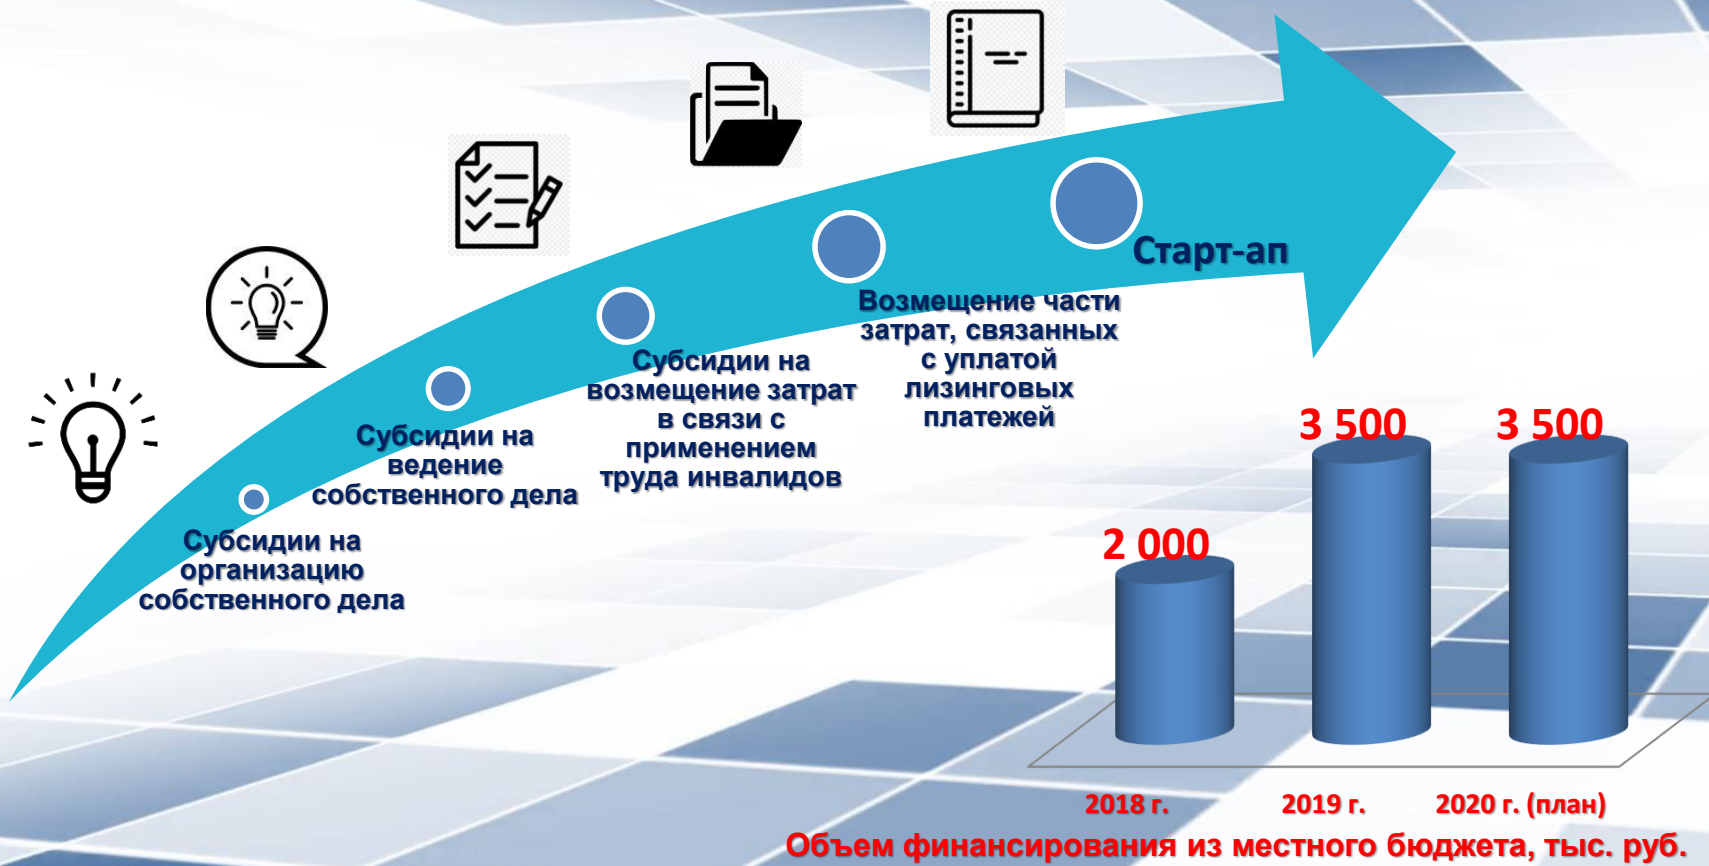 Старт-ап
Возмещение части
затрат, связанных
с уплатой
лизинговых
платежей
Субсидии на
возмещение затрат
в связи с
применением
труда инвалидов
Субсидии на
ведение
собственного дела
Субсидии на
организацию
собственного дела
3 500
3 500
2 000
2018 г.
2019 г.
2020 г. (план)
Объем финансирования из местного бюджета, тыс. руб.